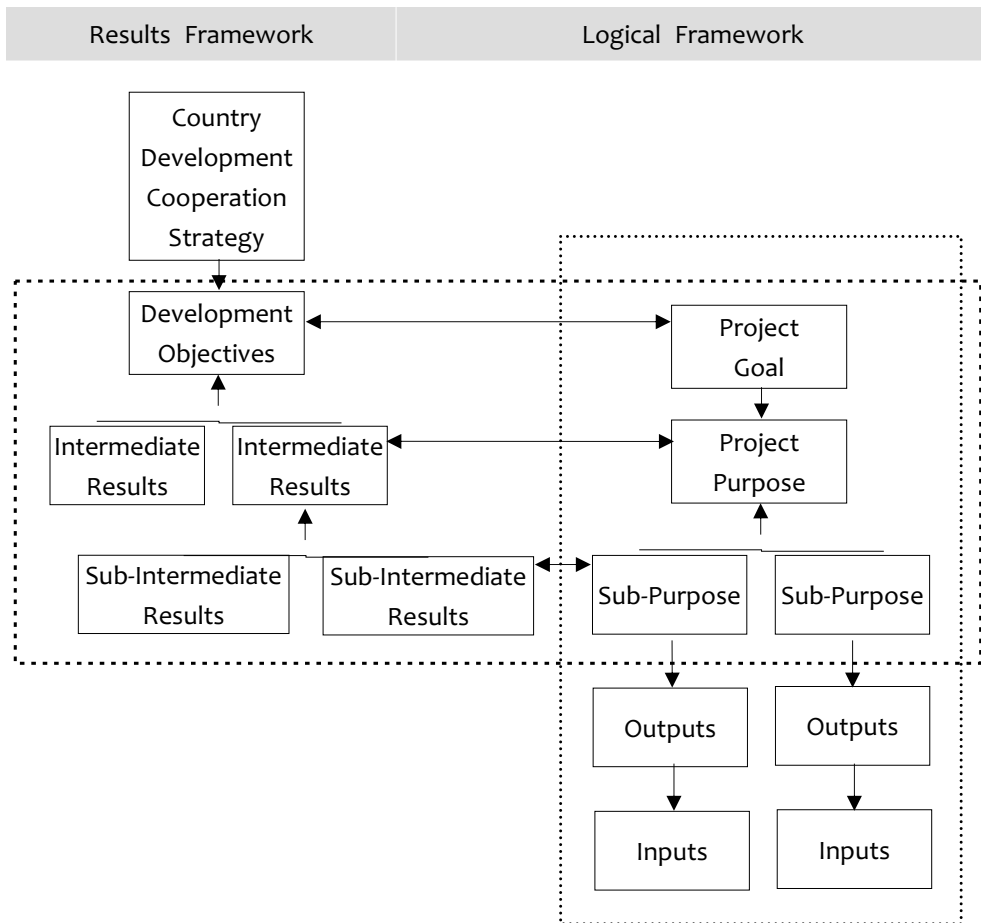 Results Framework
Logical Framework
Country
Development
Cooperation
Strategy
Development
Objectives
Project
Goal
Intermediate
Results
Intermediate
Results
Project
Purpose
Sub-Intermediate
Results
Sub-Intermediate
Results
Sub-Purpose
Sub-Purpose
Outputs
Outputs
Inputs
Inputs